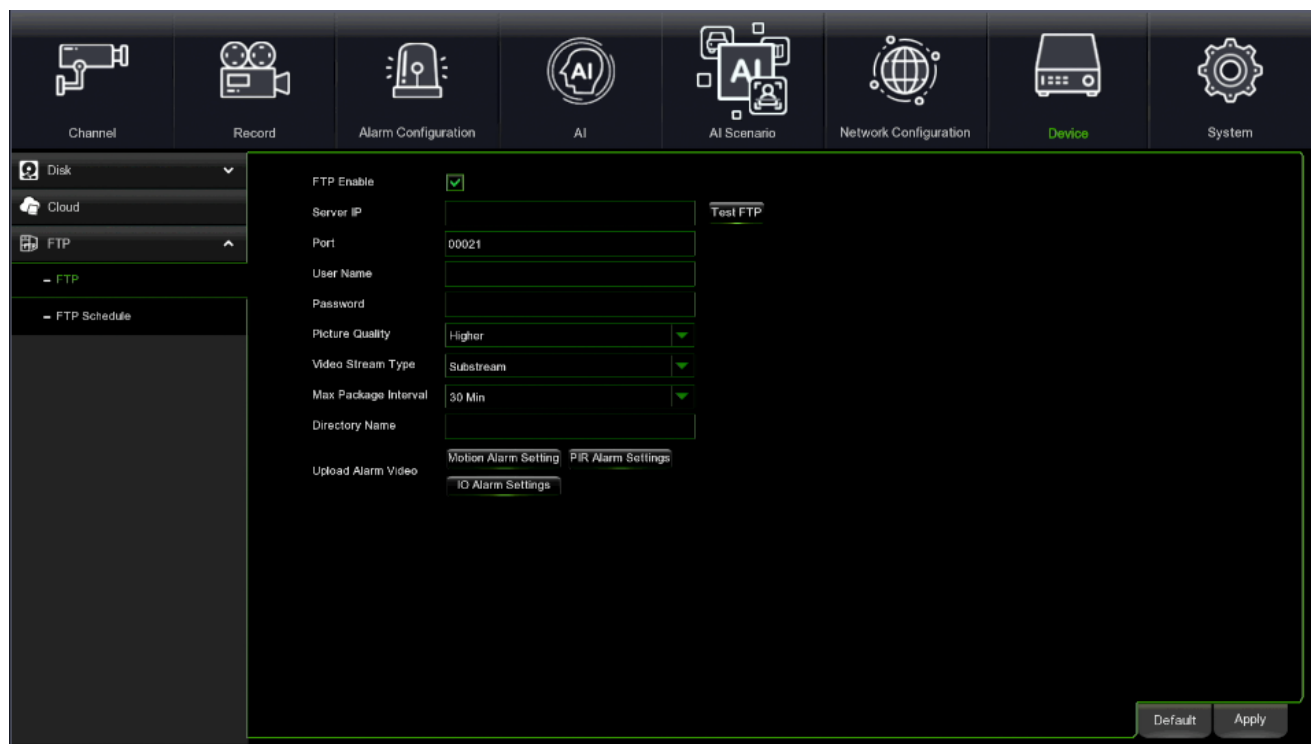 Channel Record Alarm Configuration AI AI Scenario Network Configuration Device System
Disk
Cloud
FTP
– FTP
– FTP Schedule
FTP Enable
Server IP Test FTP
Port 00021
User Name
Password
Picture Quality Higher
Video Stream Type Substream
Max Package Interval 30 Min
Directory Name
Upload Alarm Video Motion Alarm Setting PIR Alarm Settings
IO Alarm Settings
Default Apply